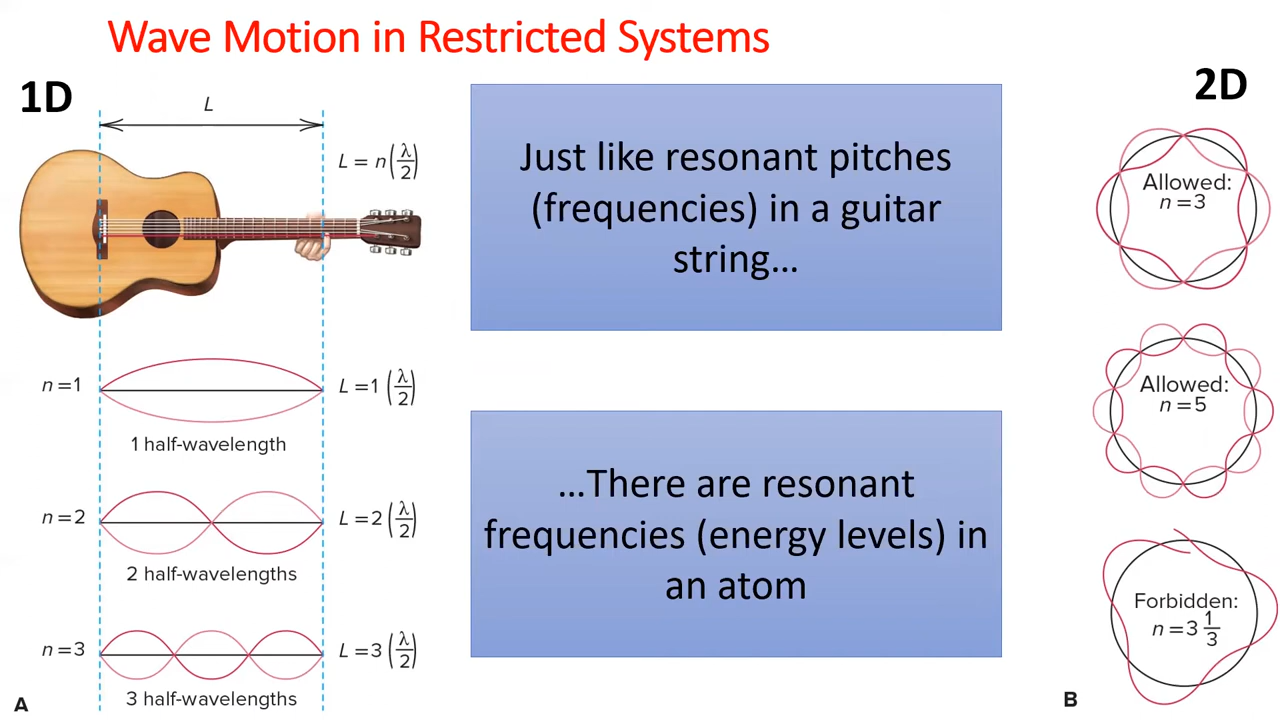 Wave Motion in Restricted Systems
1D
L
L = n(λ/2)
n=1
L=1 (λ/2)
1 half-wavelength
n=2
L=2 (λ/2)
2 half-wavelengths
n=3
L=3 (λ/2)
3 half-wavelengths
A
Just like resonant pitches
(frequencies) in a guitar
string...
...There are resonant
frequencies (energy levels) in
an atom
2D
Allowed:
n=3
Allowed:
n=5
Forbidden:
n=3 1/3
B